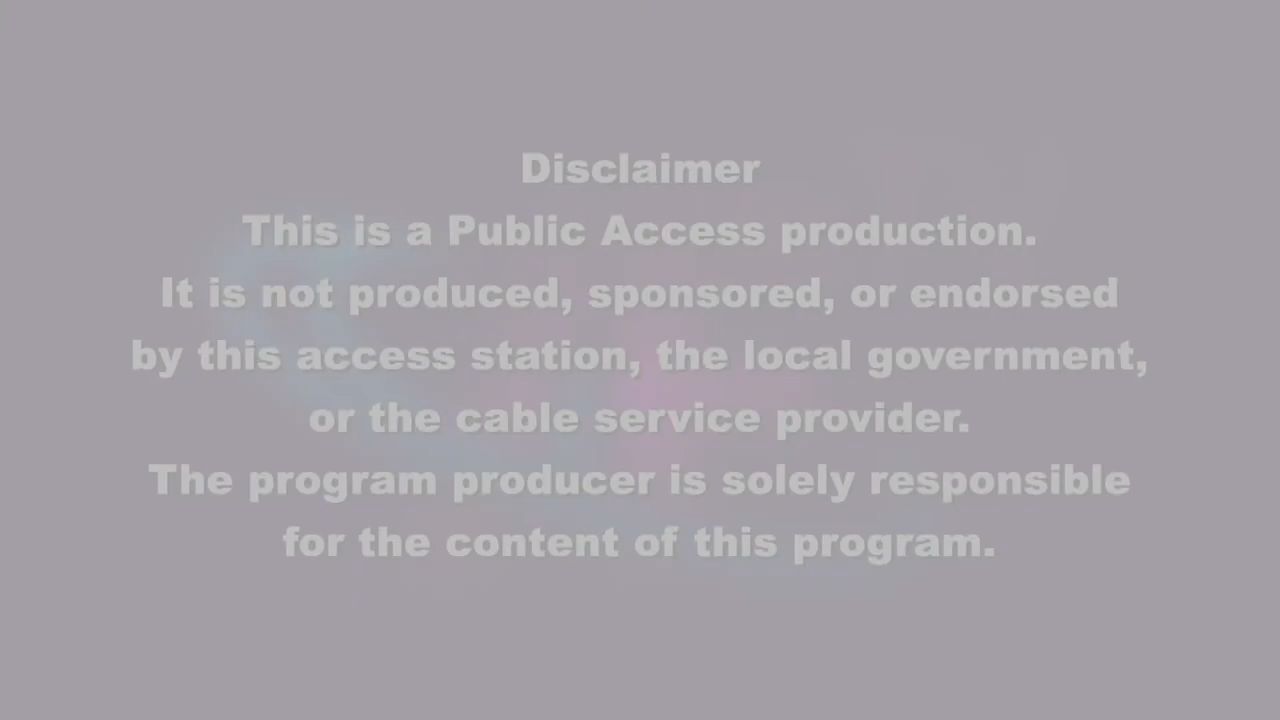 Disclaimer
This is a Public Access production.
It is not produced, sponsored, or endorsed
by this access station, the local government,
or the cable service provider.
The program producer is solely responsible
for the content of this program.